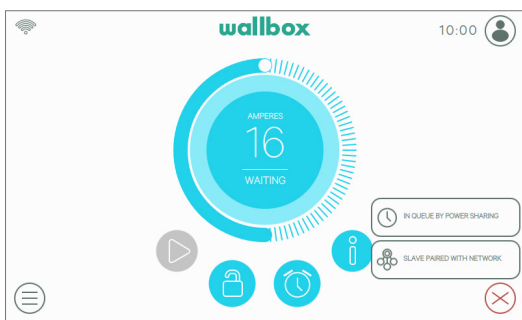 wallbox
10:00
AMPERES
16
WAITING
IN QUEUE BY POWER SHARING
SLAVE PAIRED WITH NETWORK